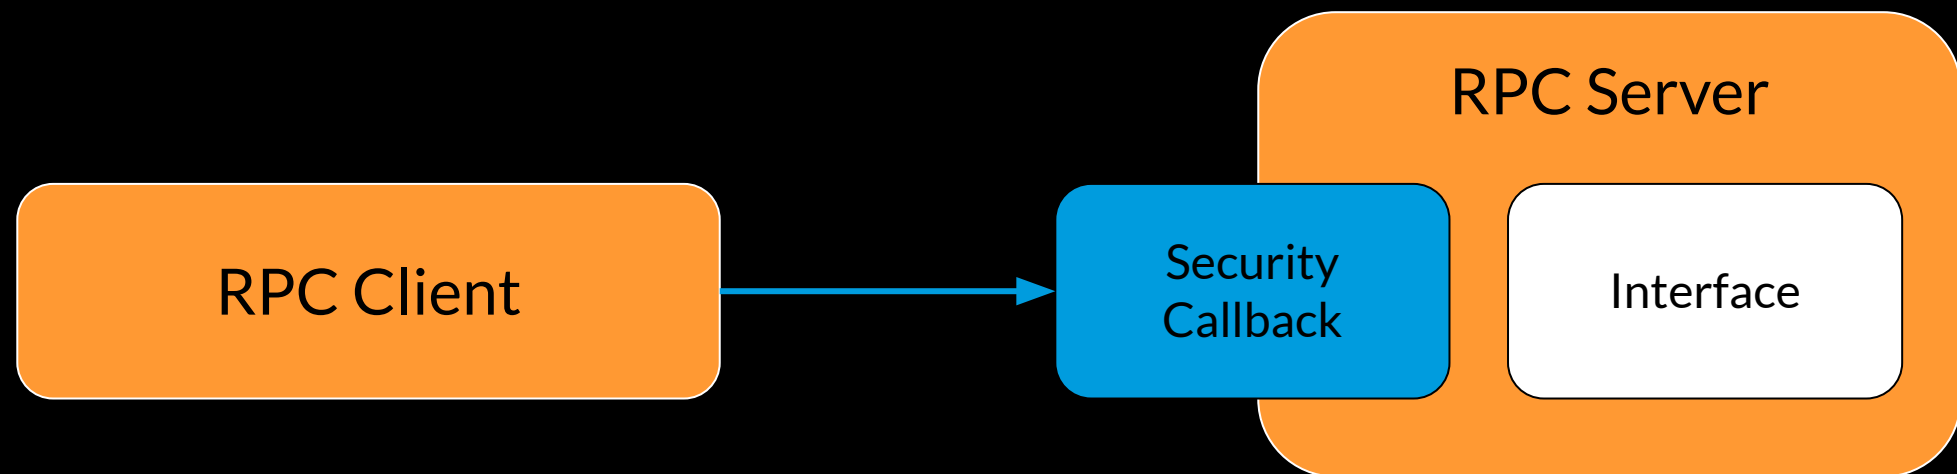 RPC Server
RPC Client
Security
Callback
Interface